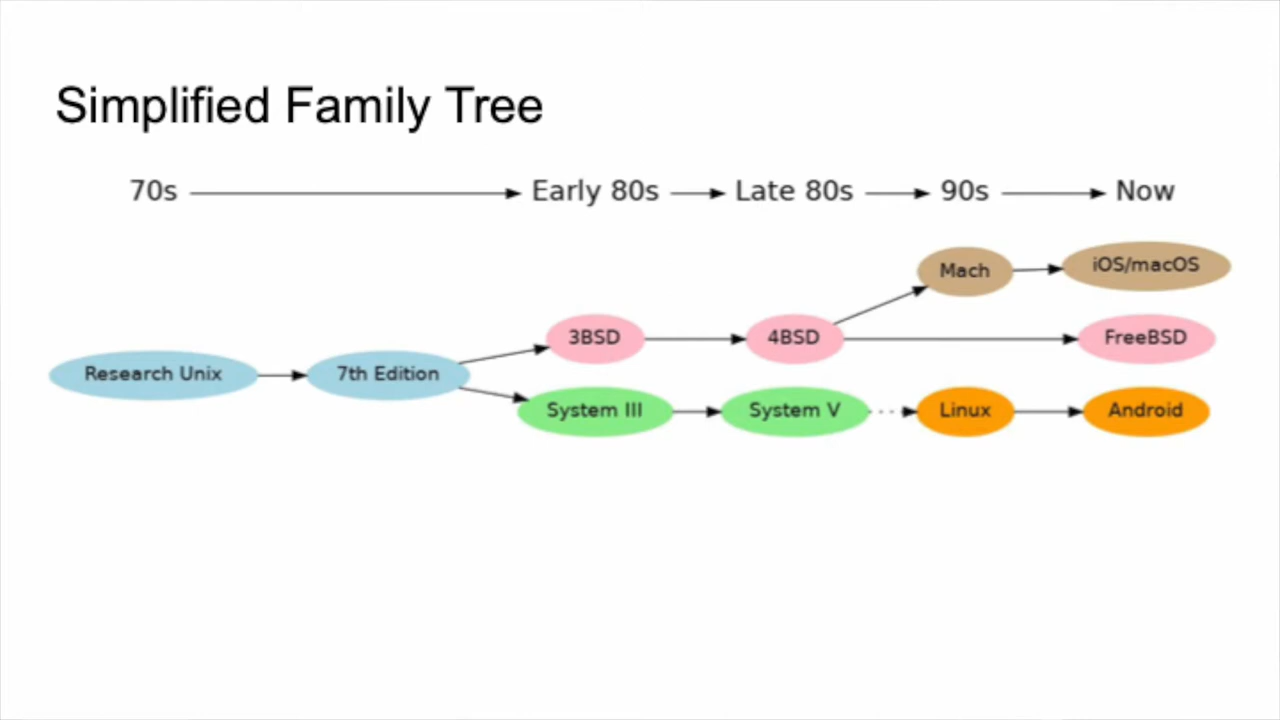 Simplified Family Tree
70s Early 80s Late 80s 90s Now
Mach iOS/macOS
3BSD 4BSD FreeBSD
Research Unix 7th Edition
System III System V Linux Android